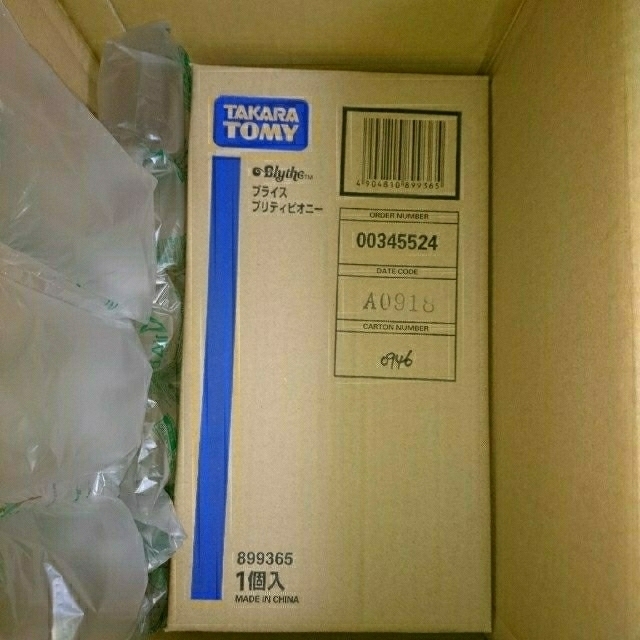 TAKARA
TOMY
Blythe™
ブライス
プリティピオニー
4904810899365
ORDER NUMBER
00345524
DATE CODE
A0918
CARTON NUMBER
0946
899365
1個入
MADE IN CHINA